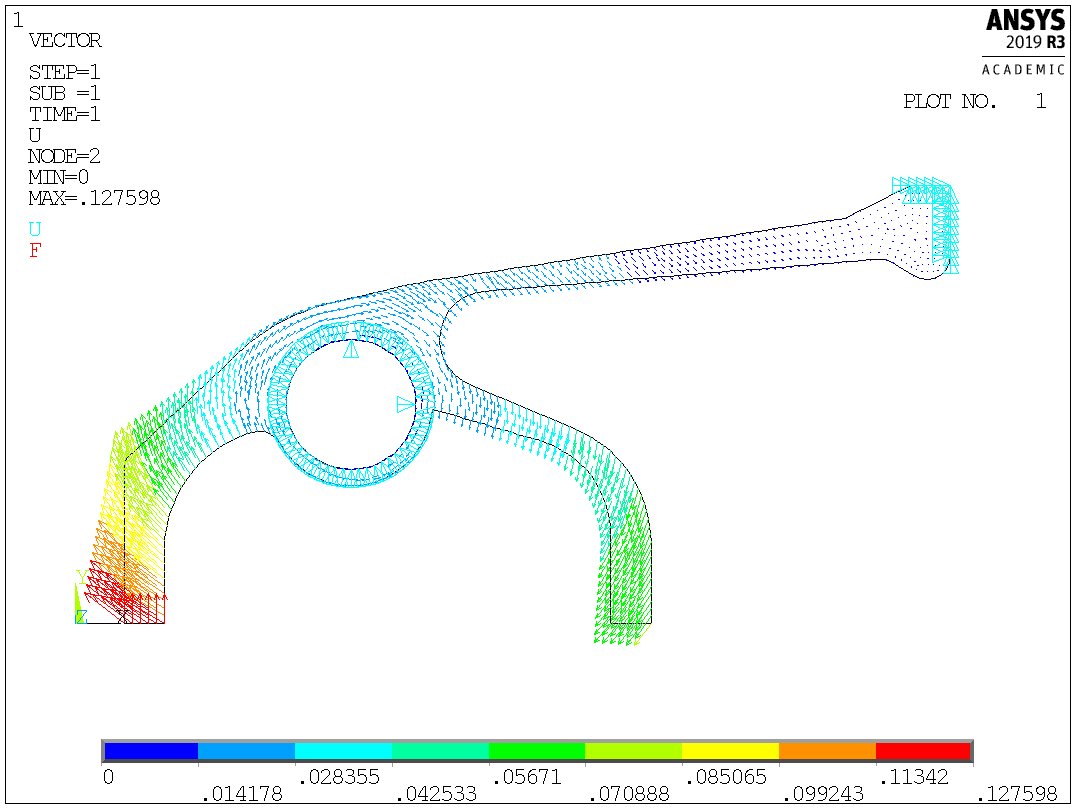 1
VECTOR
STEP=1
SUB =1
TIME=1
U
NODE=2
MIN=0
MAX=.127598
U
F
ANSYS
2019 R3
ACADEMIC
PLOT NO. 1
Y
Z X
0 .028355 .05671 .085065 .11342
.014178 .042533 .070888 .099243 .127598